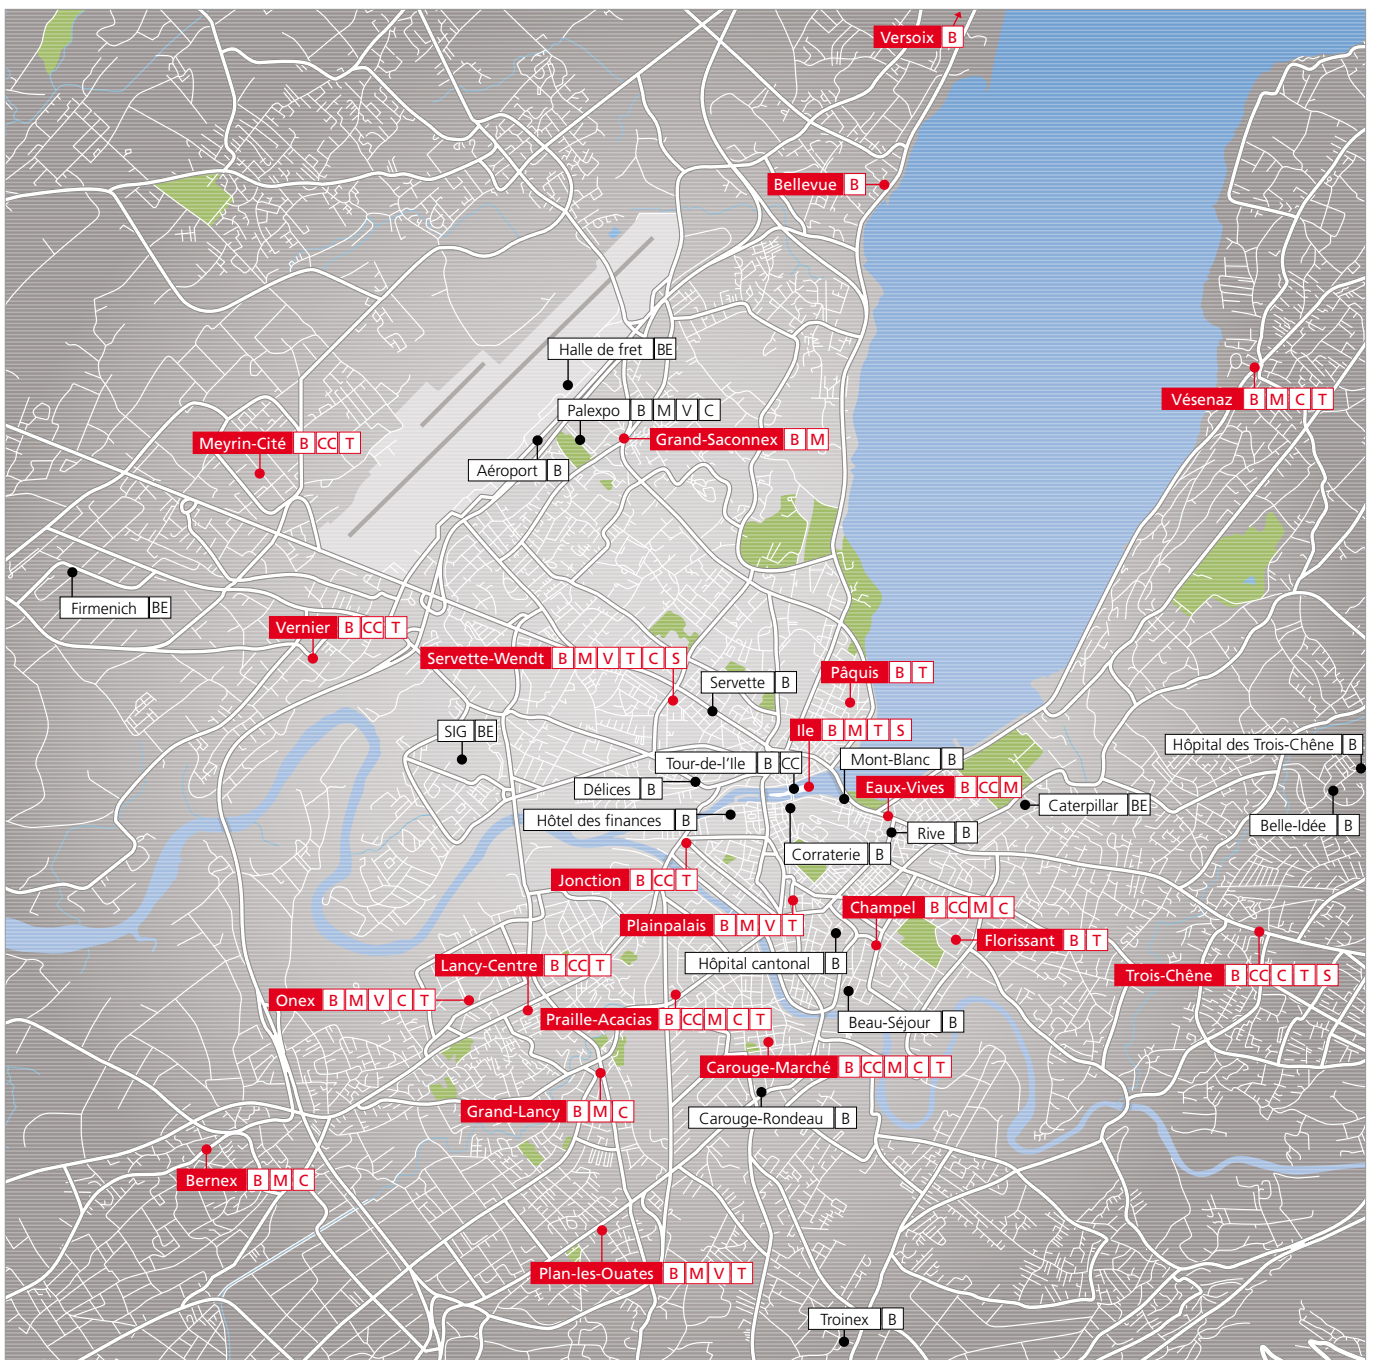 Versoix B
Bellevue B
Halle de fret BE
Vésenaz B M C T
Palexpo B M V C
Meyrin-Cité B CC T
Grand-Saconnex B M
Aéroport B
Firmenich BE
Vernier B CC T
Servette-Wendt B M V T C S
Pâquis B T
Servette B
SIG BE
Ile B M T S
Hôpital des Trois-Chêne B
Tour-de-l'Ile B CC
Mont-Blanc B
Délices B
Eaux-Vives B CC M
Caterpillar BE
Hôtel des finances B
Belle-Idée B
Rive B
Corraterie B
Jonction B CC T
Champel B CC M C
Plainpalais B M V T
Florissant B T
Lancy-Centre B CC T
Hôpital cantonal B
Trois-Chêne B CC C T S
Onex B M V C T
Praille-Acacias B CC M C T
Beau-Séjour B
Carouge-Marché B CC M C T
Grand-Lancy B M C
Carouge-Rondeau B
Bernex B M C
Plan-les-Ouates B M V T
Troinex B